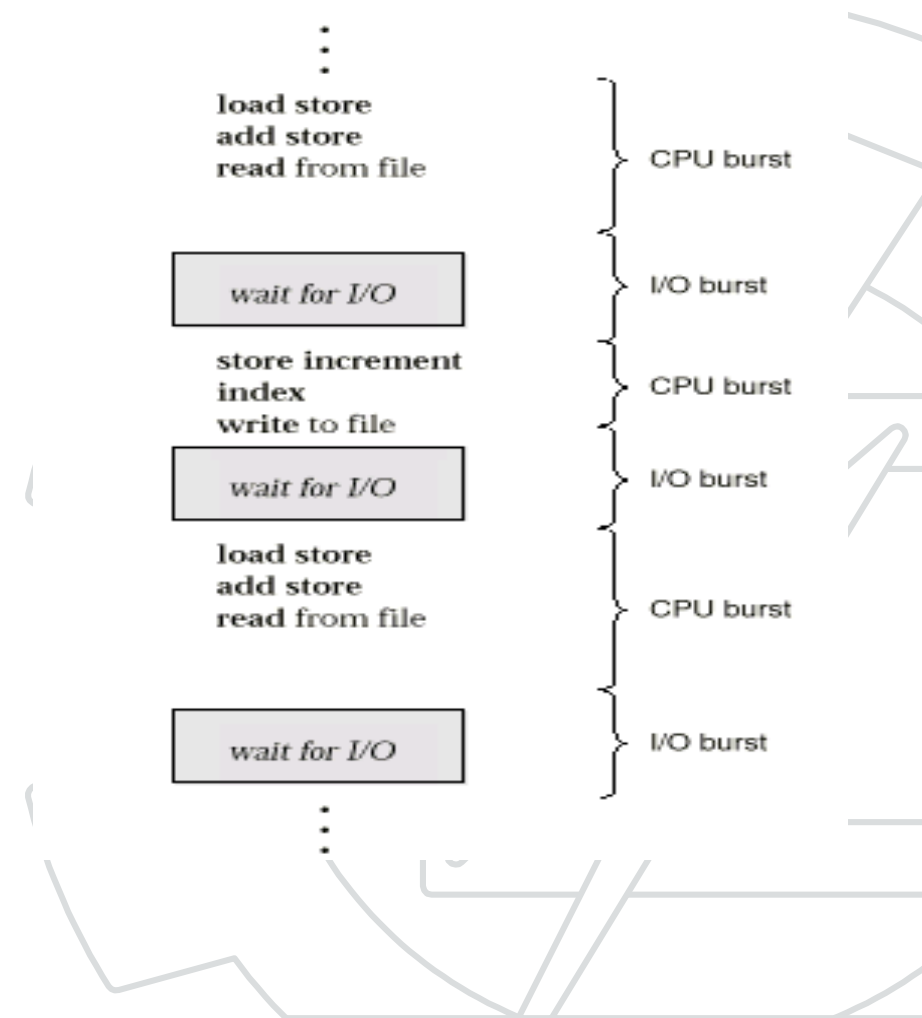 load store
add store
read from file
CPU burst
wait for I/O
I/O burst
store increment
index
write to file
CPU burst
wait for I/O
I/O burst
load store
add store
read from file
CPU burst
wait for I/O
I/O burst